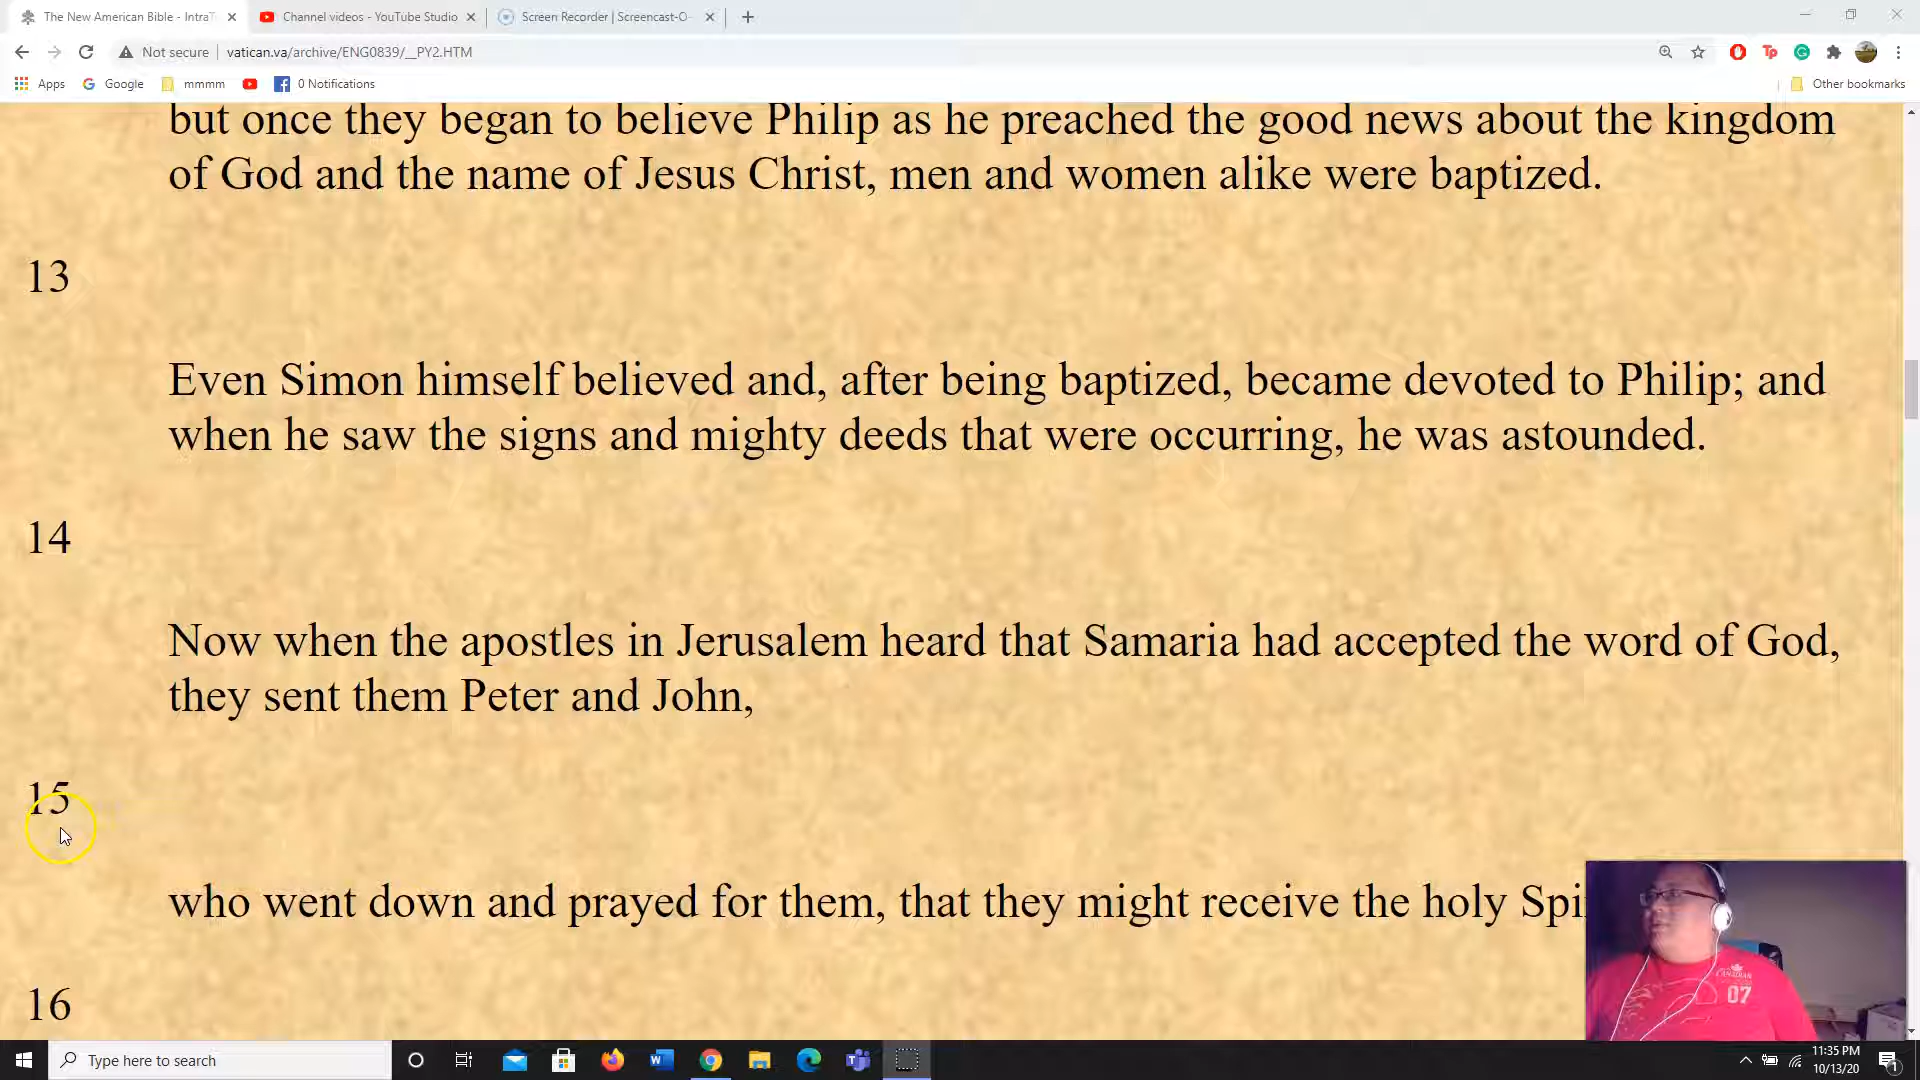 The New American Bible - IntraT
Channel videos - YouTube Studio
Screen Recorder | Screencast-O-
Not secure
vatican.va/archive/ENG0839/__PY2.HTM
Apps
Google
mmmm
0 Notifications
Other bookmarks
but once they began to believe Philip as he preached the good news about the kingdom
of God and the name of Jesus Christ, men and women alike were baptized.
13
Even Simon himself believed and, after being baptized, became devoted to Philip; and
when he saw the signs and mighty deeds that were occurring, he was astounded.
14
Now when the apostles in Jerusalem heard that Samaria had accepted the word of God,
they sent them Peter and John,
15
who went down and prayed for them, that they might receive the holy Spi
CANADIAN
07
16
Type here to search
11:35 PM
10/13/20